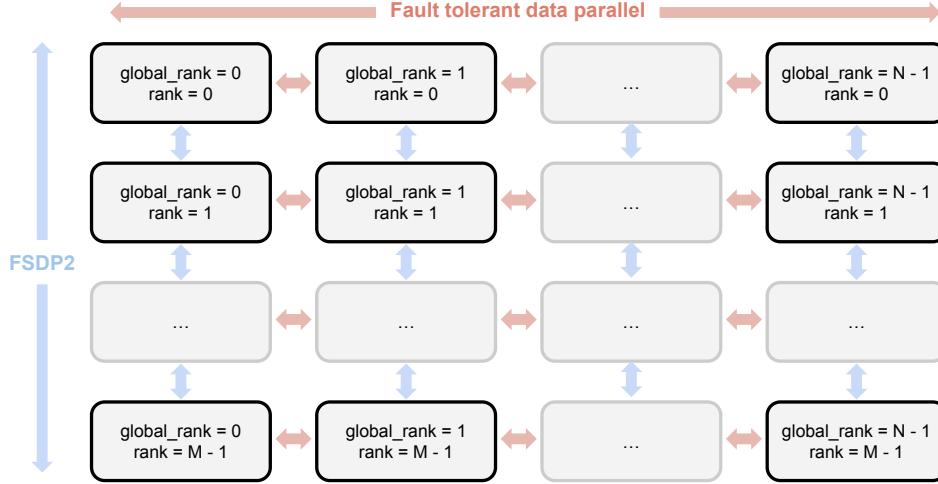 Fault tolerant data parallel
global_rank = 0
rank = 0
global_rank = 1
rank = 0
...
global_rank = N - 1
rank = 0
global_rank = 0
rank = 1
global_rank = 1
rank = 1
...
global_rank = N - 1
rank = 1
FSDP2
...
...
...
...
global_rank = 0
rank = M - 1
global_rank = 1
rank = M - 1
...
global_rank = N - 1
rank = M - 1